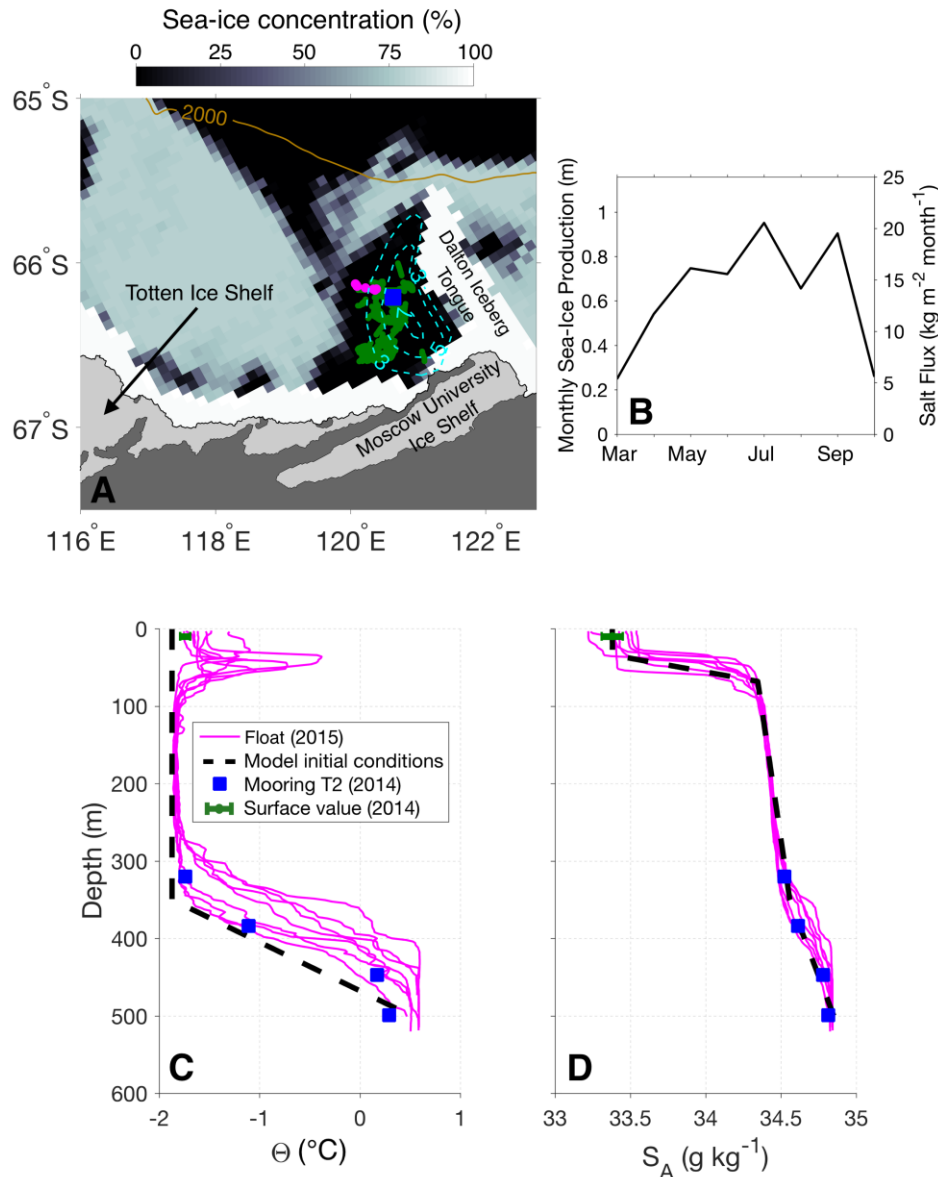 Sea-ice concentration (%)
0 25 50 75 100
65°S
66°S
67°S
2000
Totten Ice Shelf
Dalton Iceberg
Tongue
Moscow University
Ice Shelf
3
7
3
A
116°E 118°E 120°E 122°E
Monthly Sea-Ice Production (m)
1
0.8
0.6
0.4
0.2
0
Salt Flux (kg m⁻² month⁻¹)
25
20
15
10
5
0
B
Mar May Jul Sep
Depth (m)
0
100
200
300
400
500
600
Float (2015)
Model initial conditions
Mooring T2 (2014)
Surface value (2014)
C
-2 -1 0 1
Θ (°C)
D
33 33.5 34 34.5 35
S_A (g kg⁻¹)